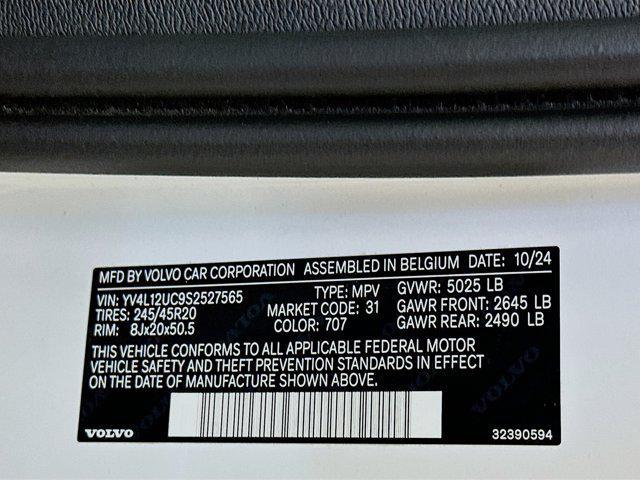 MFD BY VOLVO CAR CORPORATION ASSEMBLED IN BELGIUM DATE: 10/24
VIN: YV4L12UC9S2527565 TYPE: MPV GVWR: 5025 LB
TIRES: 245/45R20 MARKET CODE: 31 GAWR FRONT: 2645 LB
RIM: 8Jx20x50.5 COLOR: 707 GAWR REAR: 2490 LB
THIS VEHICLE CONFORMS TO ALL APPLICABLE FEDERAL MOTOR
VEHICLE SAFETY AND THEFT PREVENTION STANDARDS IN EFFECT
ON THE DATE OF MANUFACTURE SHOWN ABOVE.
VOLVO 32390594